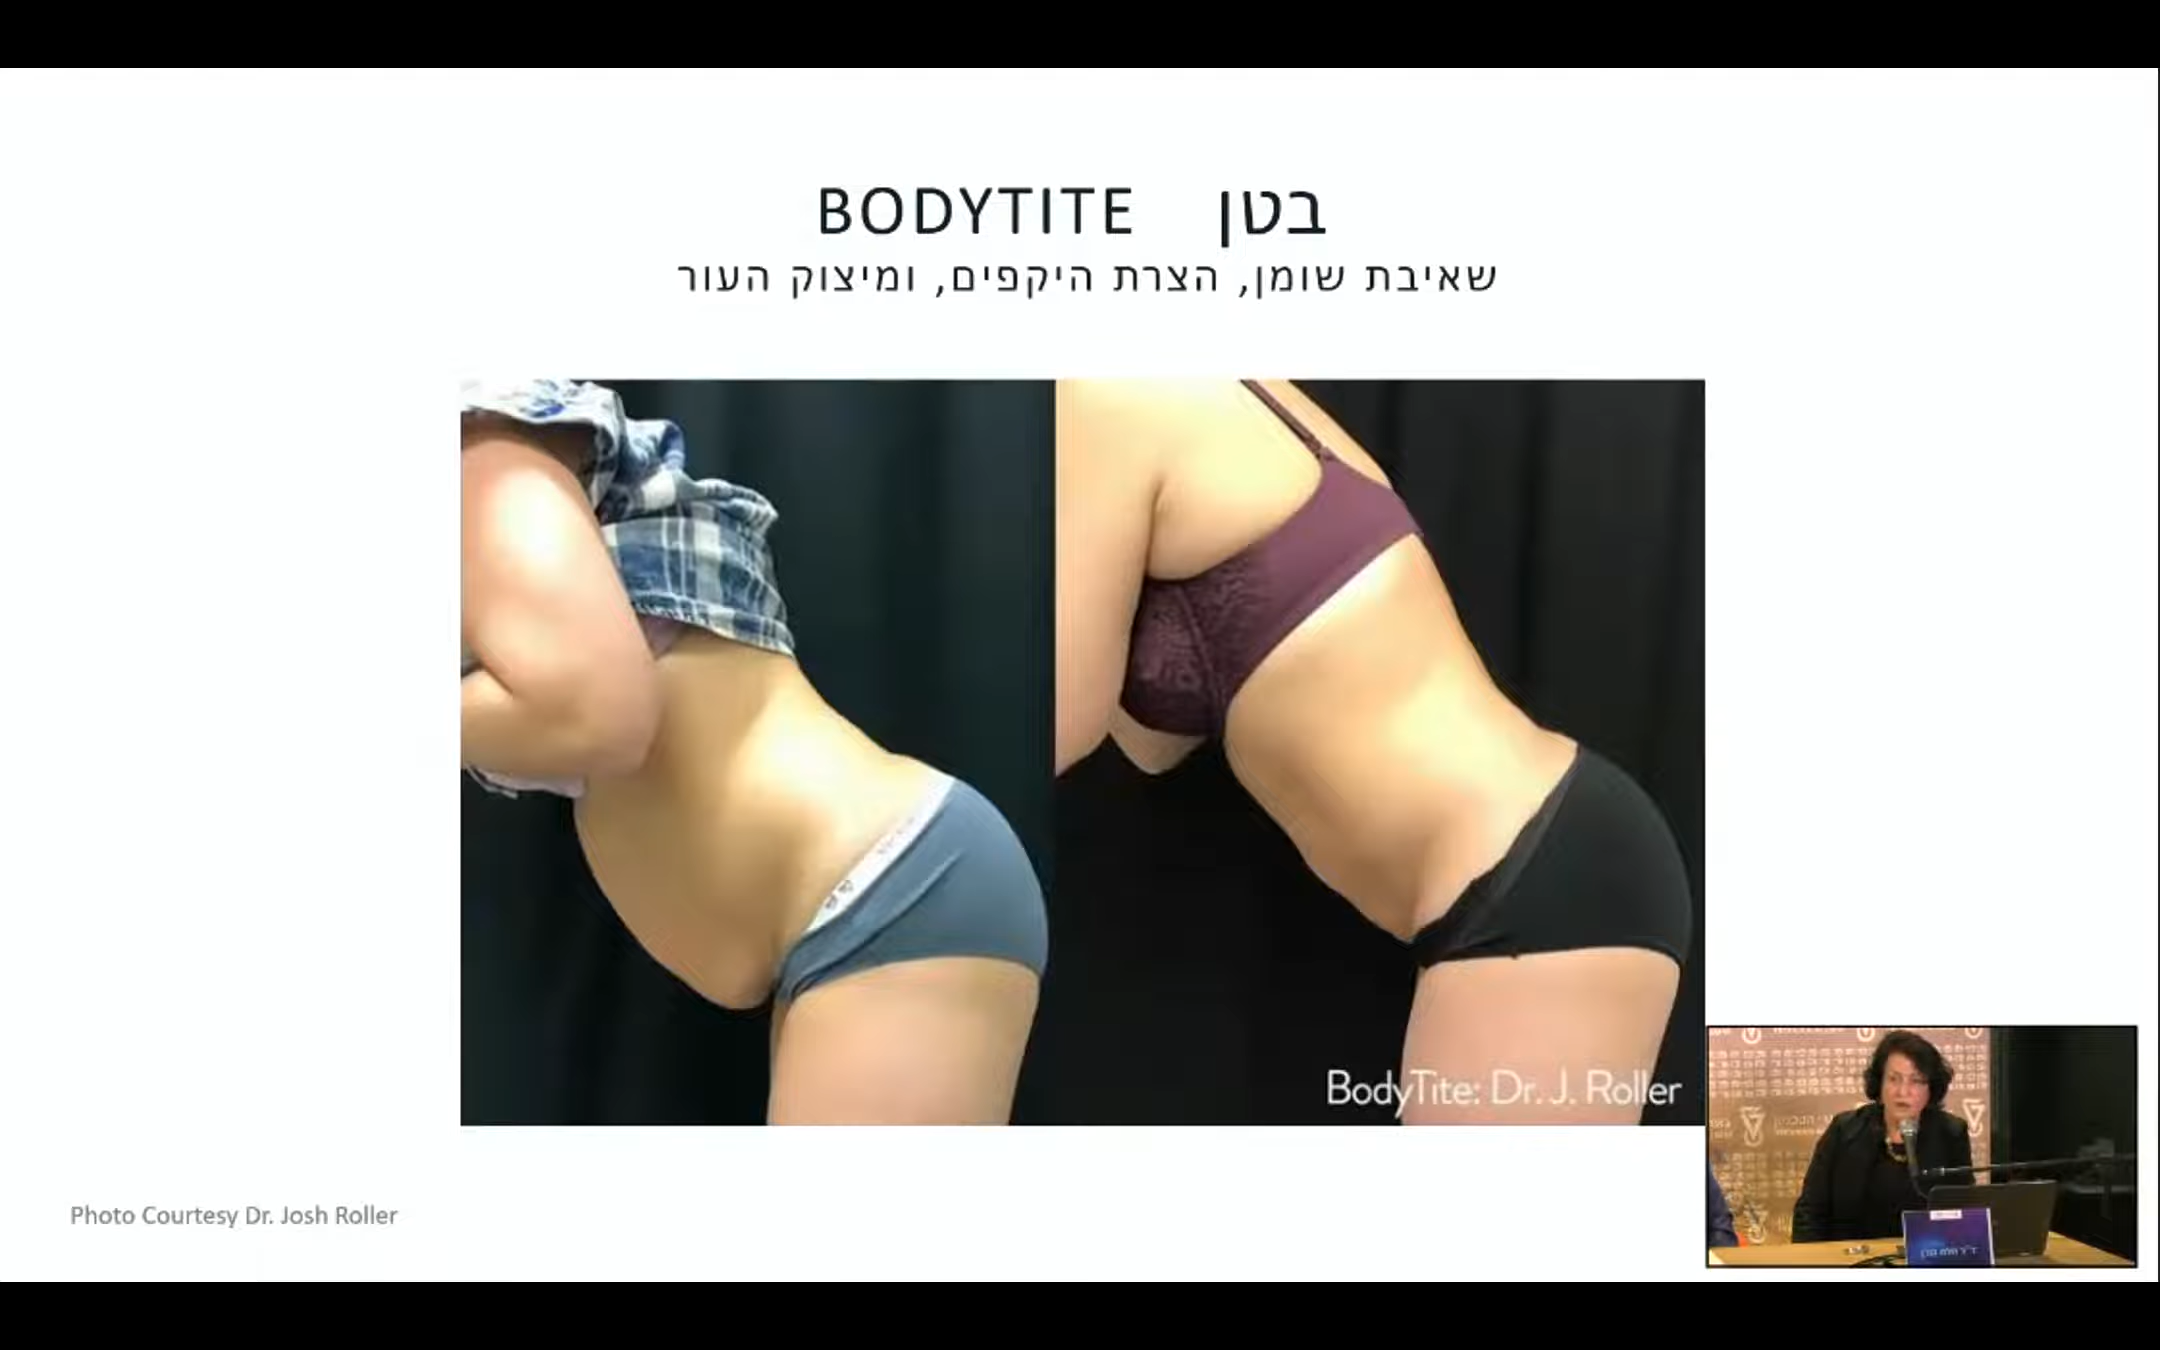 בטן BODYTITE
שאיבת שומן, הצרת היקפים, ומיצוק העור
BodyTite: Dr. J. Roller
Photo Courtesy Dr. Josh Roller